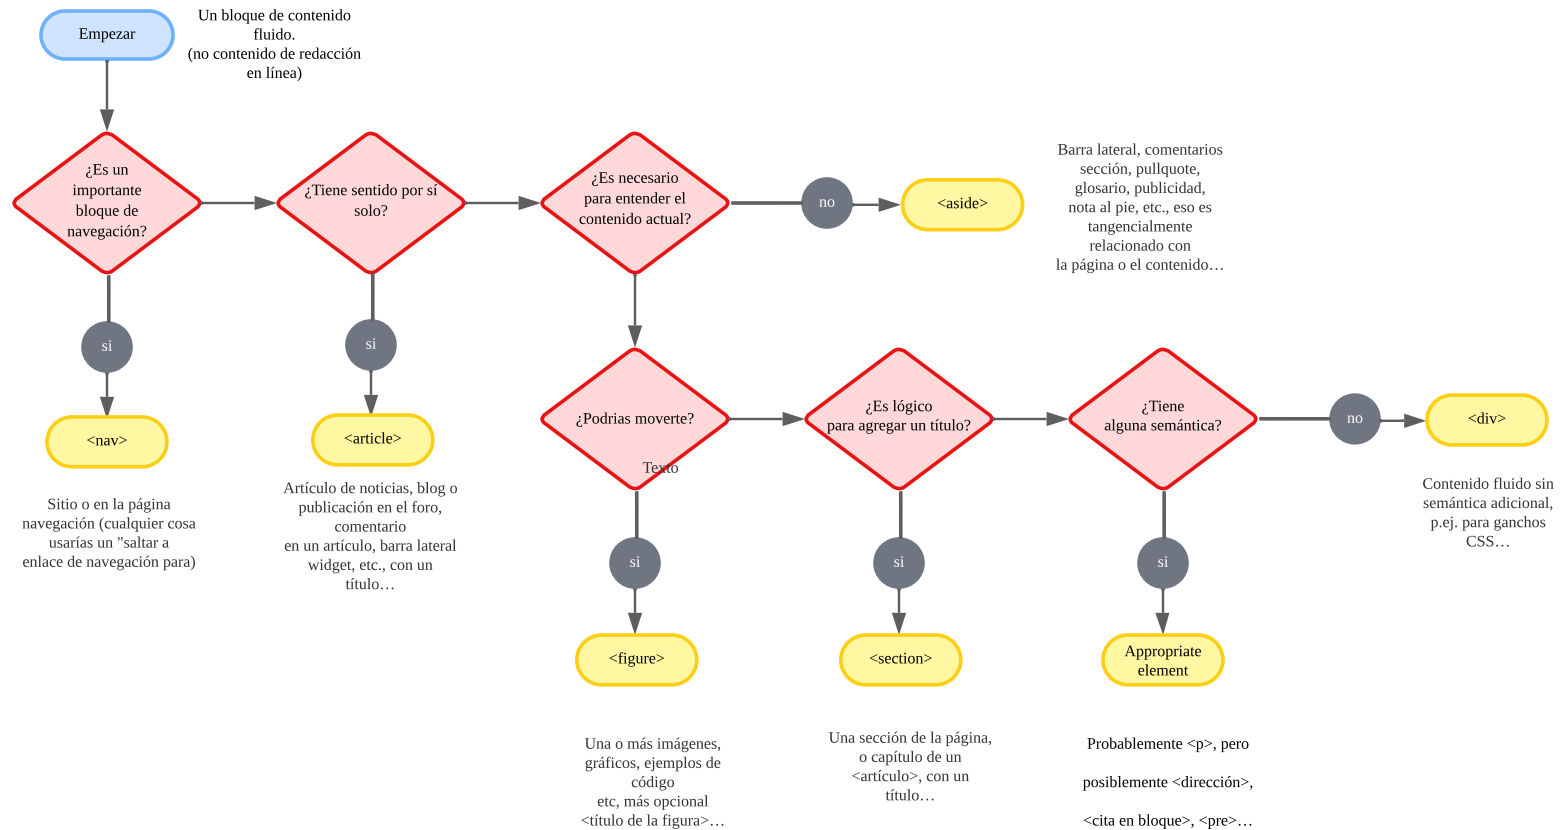 Empezar
Un bloque de contenido
fluido.
(no contenido de redacción
en línea)
¿Es un
importante
bloque de
navegación?
¿Tiene sentido por sí
solo?
¿Es necesario
para entender el
contenido actual?
no
<aside>
Barra lateral, comentarios
sección, pullquote,
glosario, publicidad,
nota al pie, etc., eso es
tangencialmente
relacionado con
la página o el contenido…
si
<nav>
Sitio o en la página
navegación (cualquier cosa
usarías un "saltar a
enlace de navegación para)
si
<article>
Artículo de noticias, blog o
publicación en el foro,
comentario
en un artículo, barra lateral
widget, etc., con un
título…
¿Podrias moverte?
Texto
¿Es lógico
para agregar un título?
¿Tiene
alguna semántica?
no
<div>
Contenido fluido sin
semántica adicional,
p.ej. para ganchos
CSS…
si
<figure>
Una o más imágenes,
gráficos, ejemplos de
código
etc, más opcional
<título de la figura>…
si
<section>
Una sección de la página,
o capítulo de un
<artículo>, con un
título…
si
Appropriate
element
Probablemente <p>, pero
posiblemente <dirección>,
<cita en bloque>, <pre>…